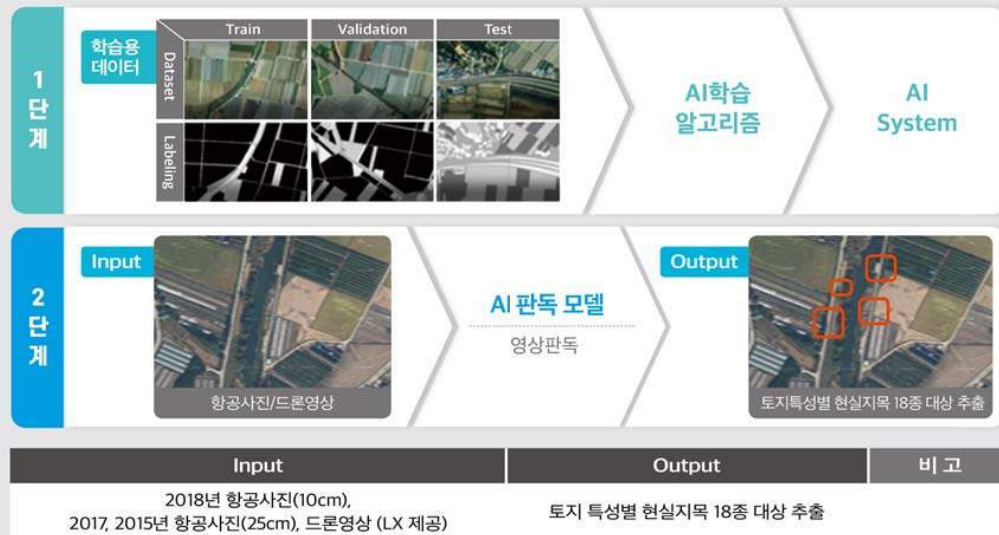 1단계
학습용
데이터
Train
Validation
Test
Dataset
Labeling
AI학습
알고리즘
AI
System
2단계
Input
항공사진/드론영상
AI 판독 모델
영상판독
Output
토지특성별 현실지목 18종 대상 추출
Input
Output
비 고
2018년 항공사진(10cm),
2017, 2015년 항공사진(25cm), 드론영상 (LX 제공)
토지 특성별 현실지목 18종 대상 추출